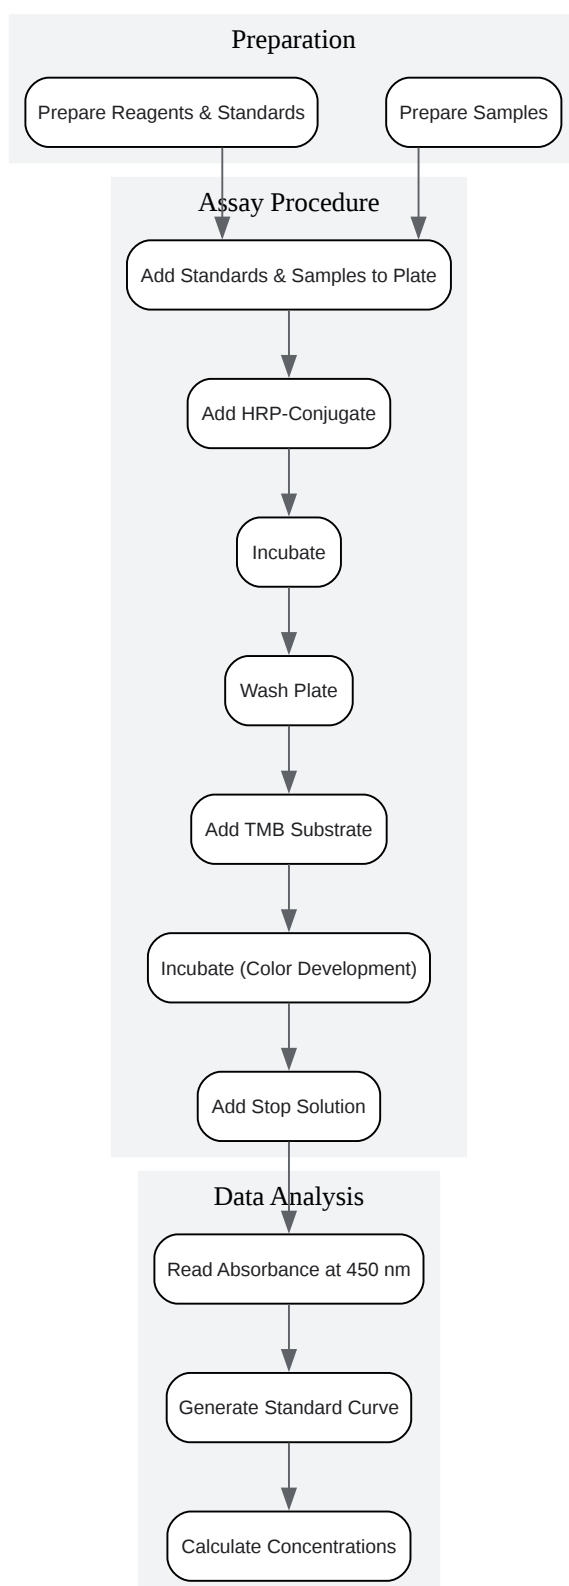 Preparation
Prepare Reagents & Standards
Prepare Samples
Assay Procedure
Add Standards & Samples to Plate
Add HRP-Conjugate
Incubate
Wash Plate
Add TMB Substrate
Incubate (Color Development)
Add Stop Solution
Data Analysis
Read Absorbance at 450 nm
Generate Standard Curve
Calculate Concentrations